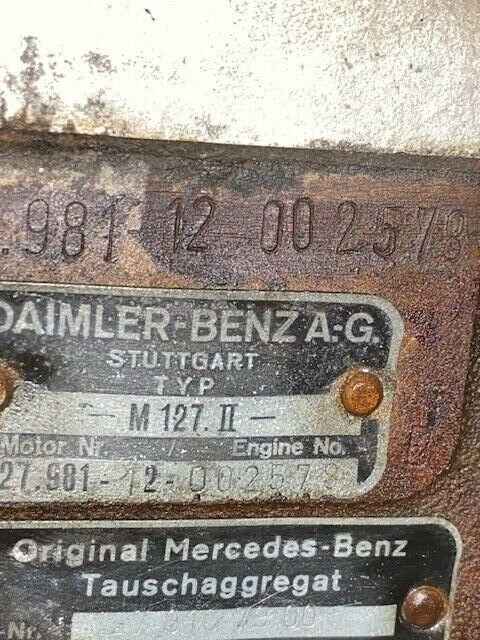 .981-12-002578
DAIMLER-BENZ A-G.
STUTTGART
TYP
M 127.II
Motor Nr. / Engine No.
27.981-12-002578
Original Mercedes-Benz
Tauschaggregat
Nr.